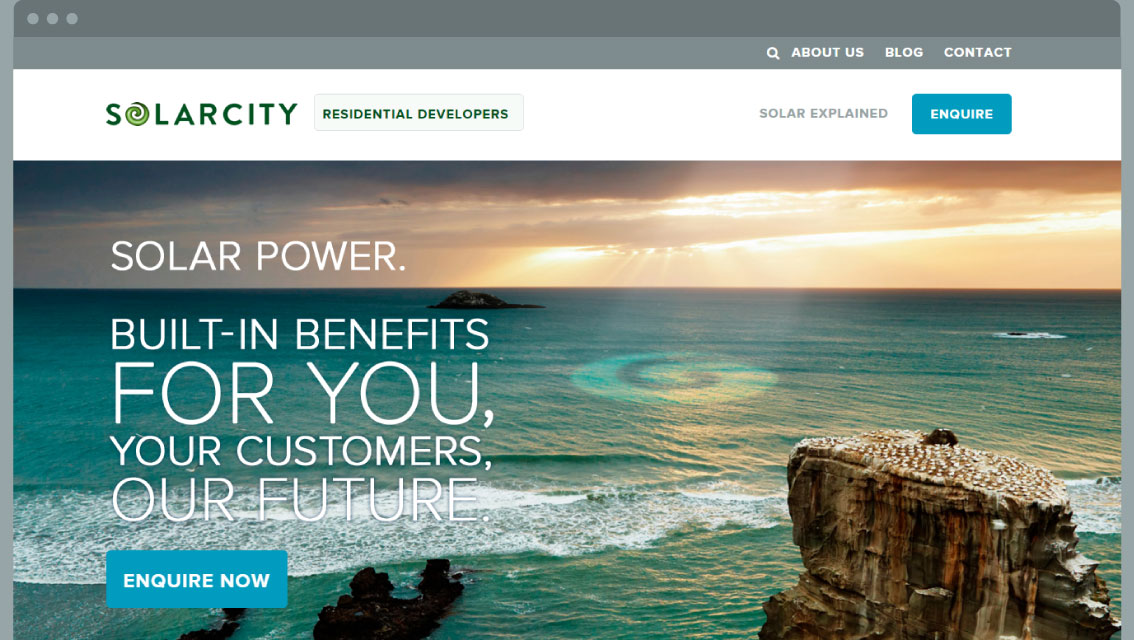 ABOUT US BLOG CONTACT
SOLARCITY RESIDENTIAL DEVELOPERS SOLAR EXPLAINED ENQUIRE
SOLAR POWER.
BUILT-IN BENEFITS
FOR YOU,
YOUR CUSTOMERS,
OUR FUTURE.
ENQUIRE NOW